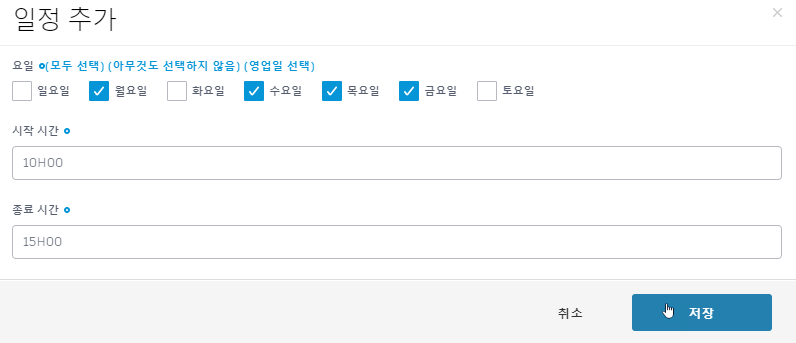 일정 추가
요일 (모두 선택) (아무것도 선택하지 않음) (영업일 선택)
일요일 월요일 화요일 수요일 목요일 금요일 토요일
시작 시간
10H00
종료 시간
15H00
취소 저장